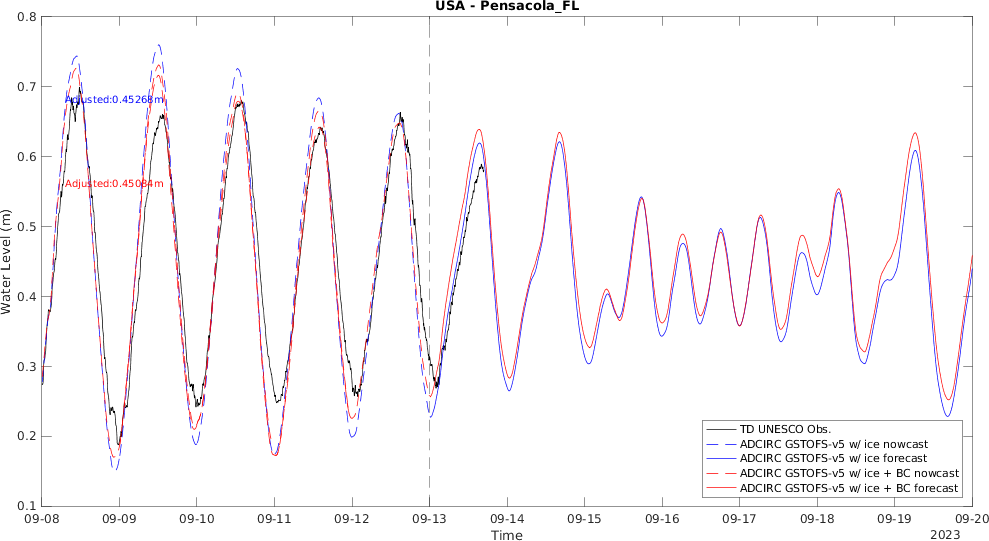 USA - Pensacola_FL
0.8
0.7
0.6
0.5
0.4
0.3
0.2
0.1
Water Level (m)
Adjusted:0.45268m
Adjusted:0.45084m
TD UNESCO Obs.
ADCIRC GSTOFS-v5 w/ ice nowcast
ADCIRC GSTOFS-v5 w/ ice forecast
ADCIRC GSTOFS-v5 w/ ice + BC nowcast
ADCIRC GSTOFS-v5 w/ ice + BC forecast
09-08 09-09 09-10 09-11 09-12 09-13 09-14 09-15 09-16 09-17 09-18 09-19 09-20
Time
2023